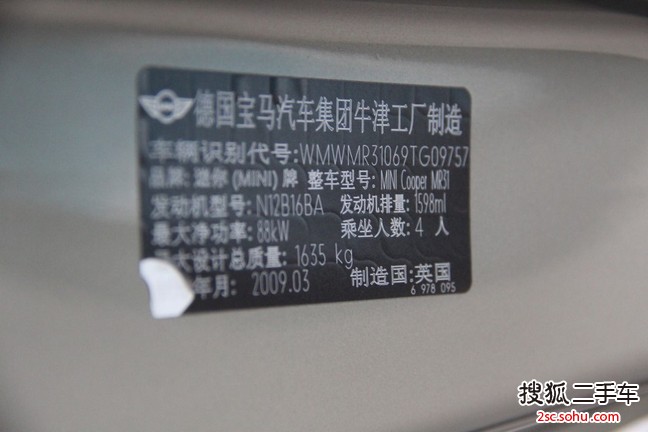 德国宝马汽车集团牛津工厂制造
车辆识别代号:WMWMR31069TG09757
品牌: 迷你 (MINI) 牌 整车型号: MINI Cooper MR31
发动机型号: N12B16BA 发动机排量: 1598ml
最大净功率: 88kW 乘坐人数: 4 人
大设计总质量: 1635 kg
年月: 2009.03 制造国: 英国
6 978 095
搜狐 二手车
2sc.sohu.com